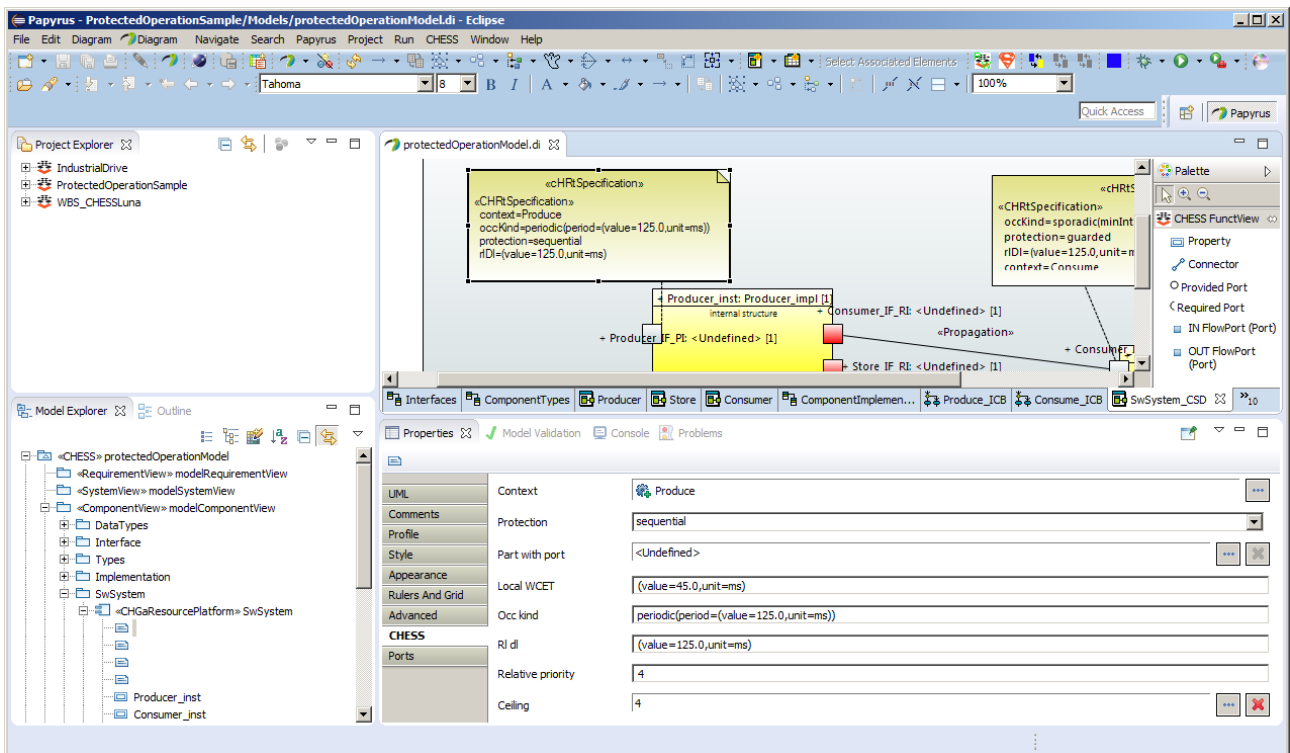 Papyrus - ProtectedOperationSample/Models/protectedOperationModel.di - Eclipse
File Edit Diagram Diagram Navigate Search Papyrus Project Run CHESS Window Help
Select Associated Elements
Tahoma 8 B I A 100%
Quick Access Papyrus
Project Explorer
IndustrialDrive
ProtectedOperationSample
WBS_CHESSLuna
protectedOperationModel.di
«cHRtSpecification»
«CHRtSpecification»
context=Produce
occKind=periodic(period=(value=125.0,unit=ms))
protection=sequential
rlDl=(value=125.0,unit=ms)
«cHRtS
«CHRtSpecification»
occKind=sporadic(minInt
protection=guarded
rlDl=(value=125.0,unit=m
context=Consume
+ Producer_inst: Producer_impl [1]
internal structure
+ Consumer_IF_RI: <Undefined> [1]
«Propagation»
+ Producer_IF_PI: <Undefined> [1]
+ Consumer_
+ Store_IF_RI: <Undefined> [1]
Palette
CHESS FunctView
Property
Connector
Provided Port
Required Port
IN FlowPort (Port)
OUT FlowPort
(Port)
Interfaces ComponentTypes Producer Store Consumer ComponentImplemen... Produce_ICB Consume_ICB SwSystem_CSD »10
Model Explorer Outline
«CHESS» protectedOperationModel
«RequirementView» modelRequirementView
«SystemView» modelSystemView
«ComponentView» modelComponentView
DataTypes
Interface
Types
Implementation
SwSystem
«CHGaResourcePlatform» SwSystem
Producer_inst
Consumer_inst
Properties Model Validation Console Problems
UML
Comments
Profile
Style
Appearance
Rulers And Grid
Advanced
CHESS
Ports
Context Produce
Protection sequential
Part with port <Undefined>
Local WCET (value=45.0,unit=ms)
Occ kind periodic(period=(value=125.0,unit=ms))
Rl dl (value=125.0,unit=ms)
Relative priority 4
Ceiling 4